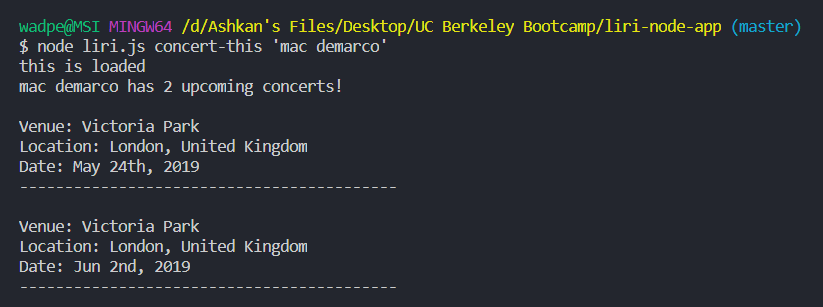 wadpe@MSI MINGW64 /d/Ashkan's Files/Desktop/UC Berkeley Bootcamp/liri-node-app (master)
$ node liri.js concert-this 'mac demarco'
this is loaded
mac demarco has 2 upcoming concerts!
Venue: Victoria Park
Location: London, United Kingdom
Date: May 24th, 2019
------------------------------------------
Venue: Victoria Park
Location: London, United Kingdom
Date: Jun 2nd, 2019
------------------------------------------